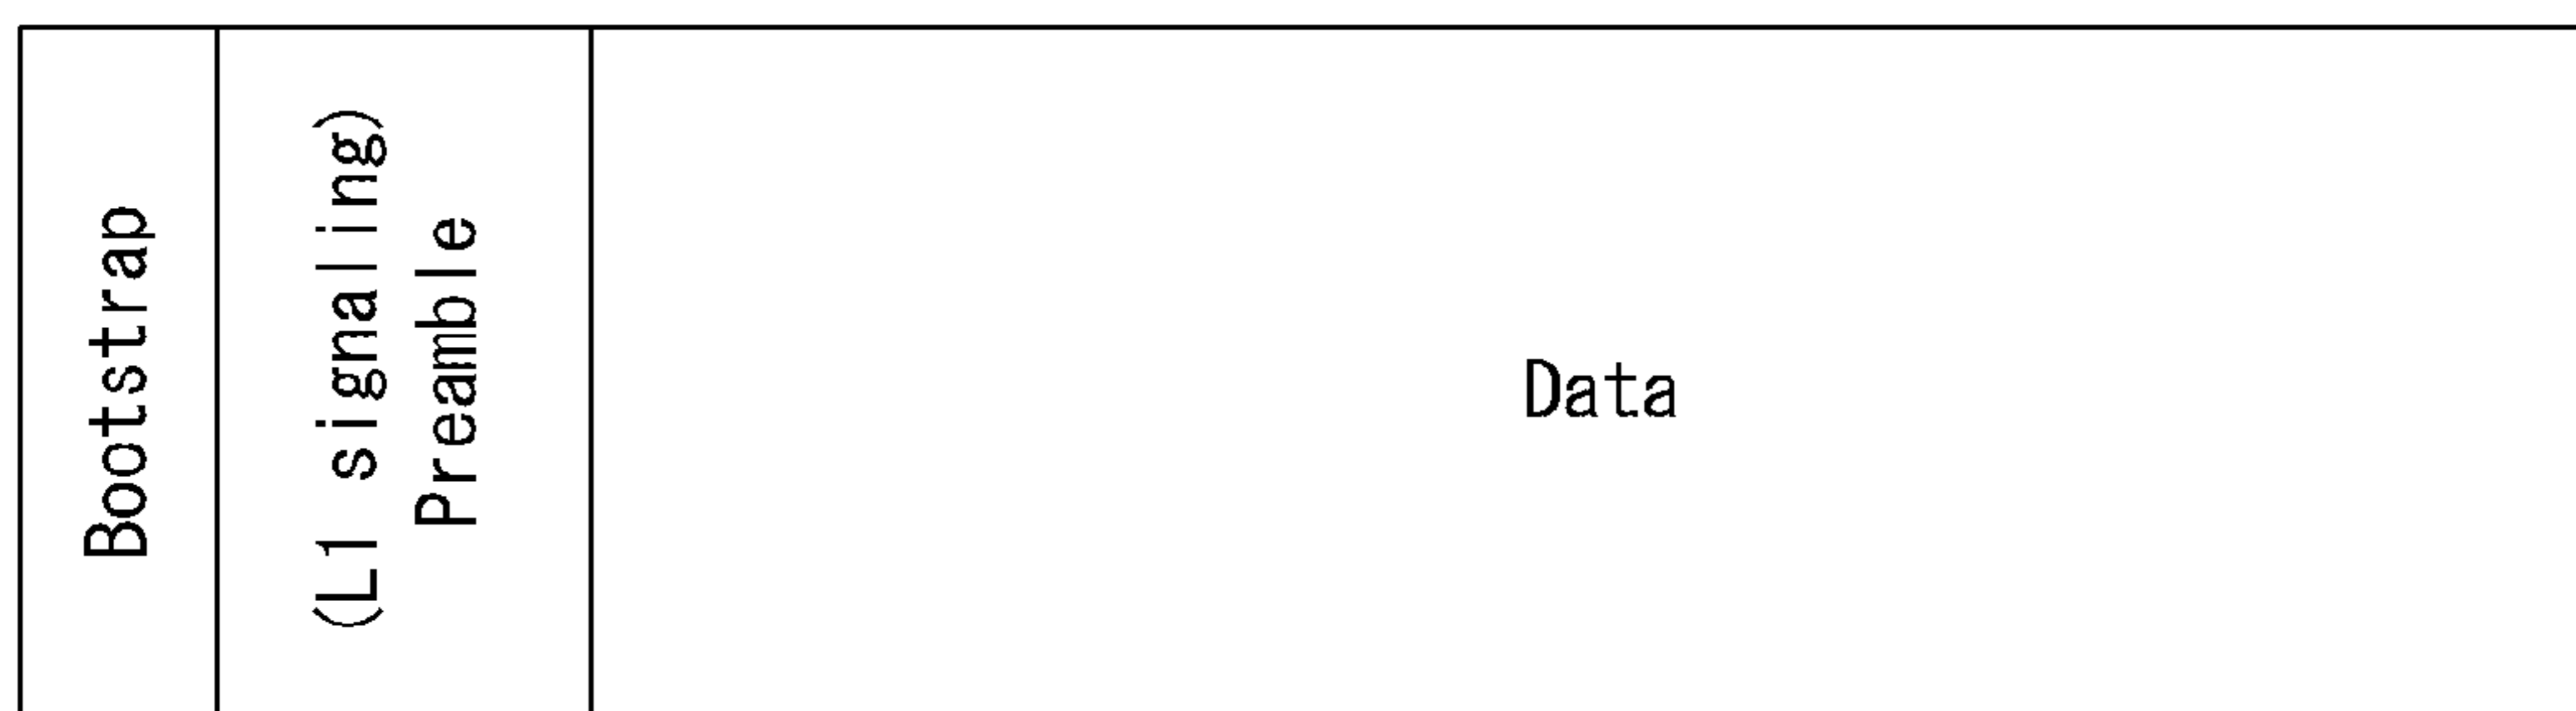 Bootstrap
(L1 signaling)
Preamble
Data